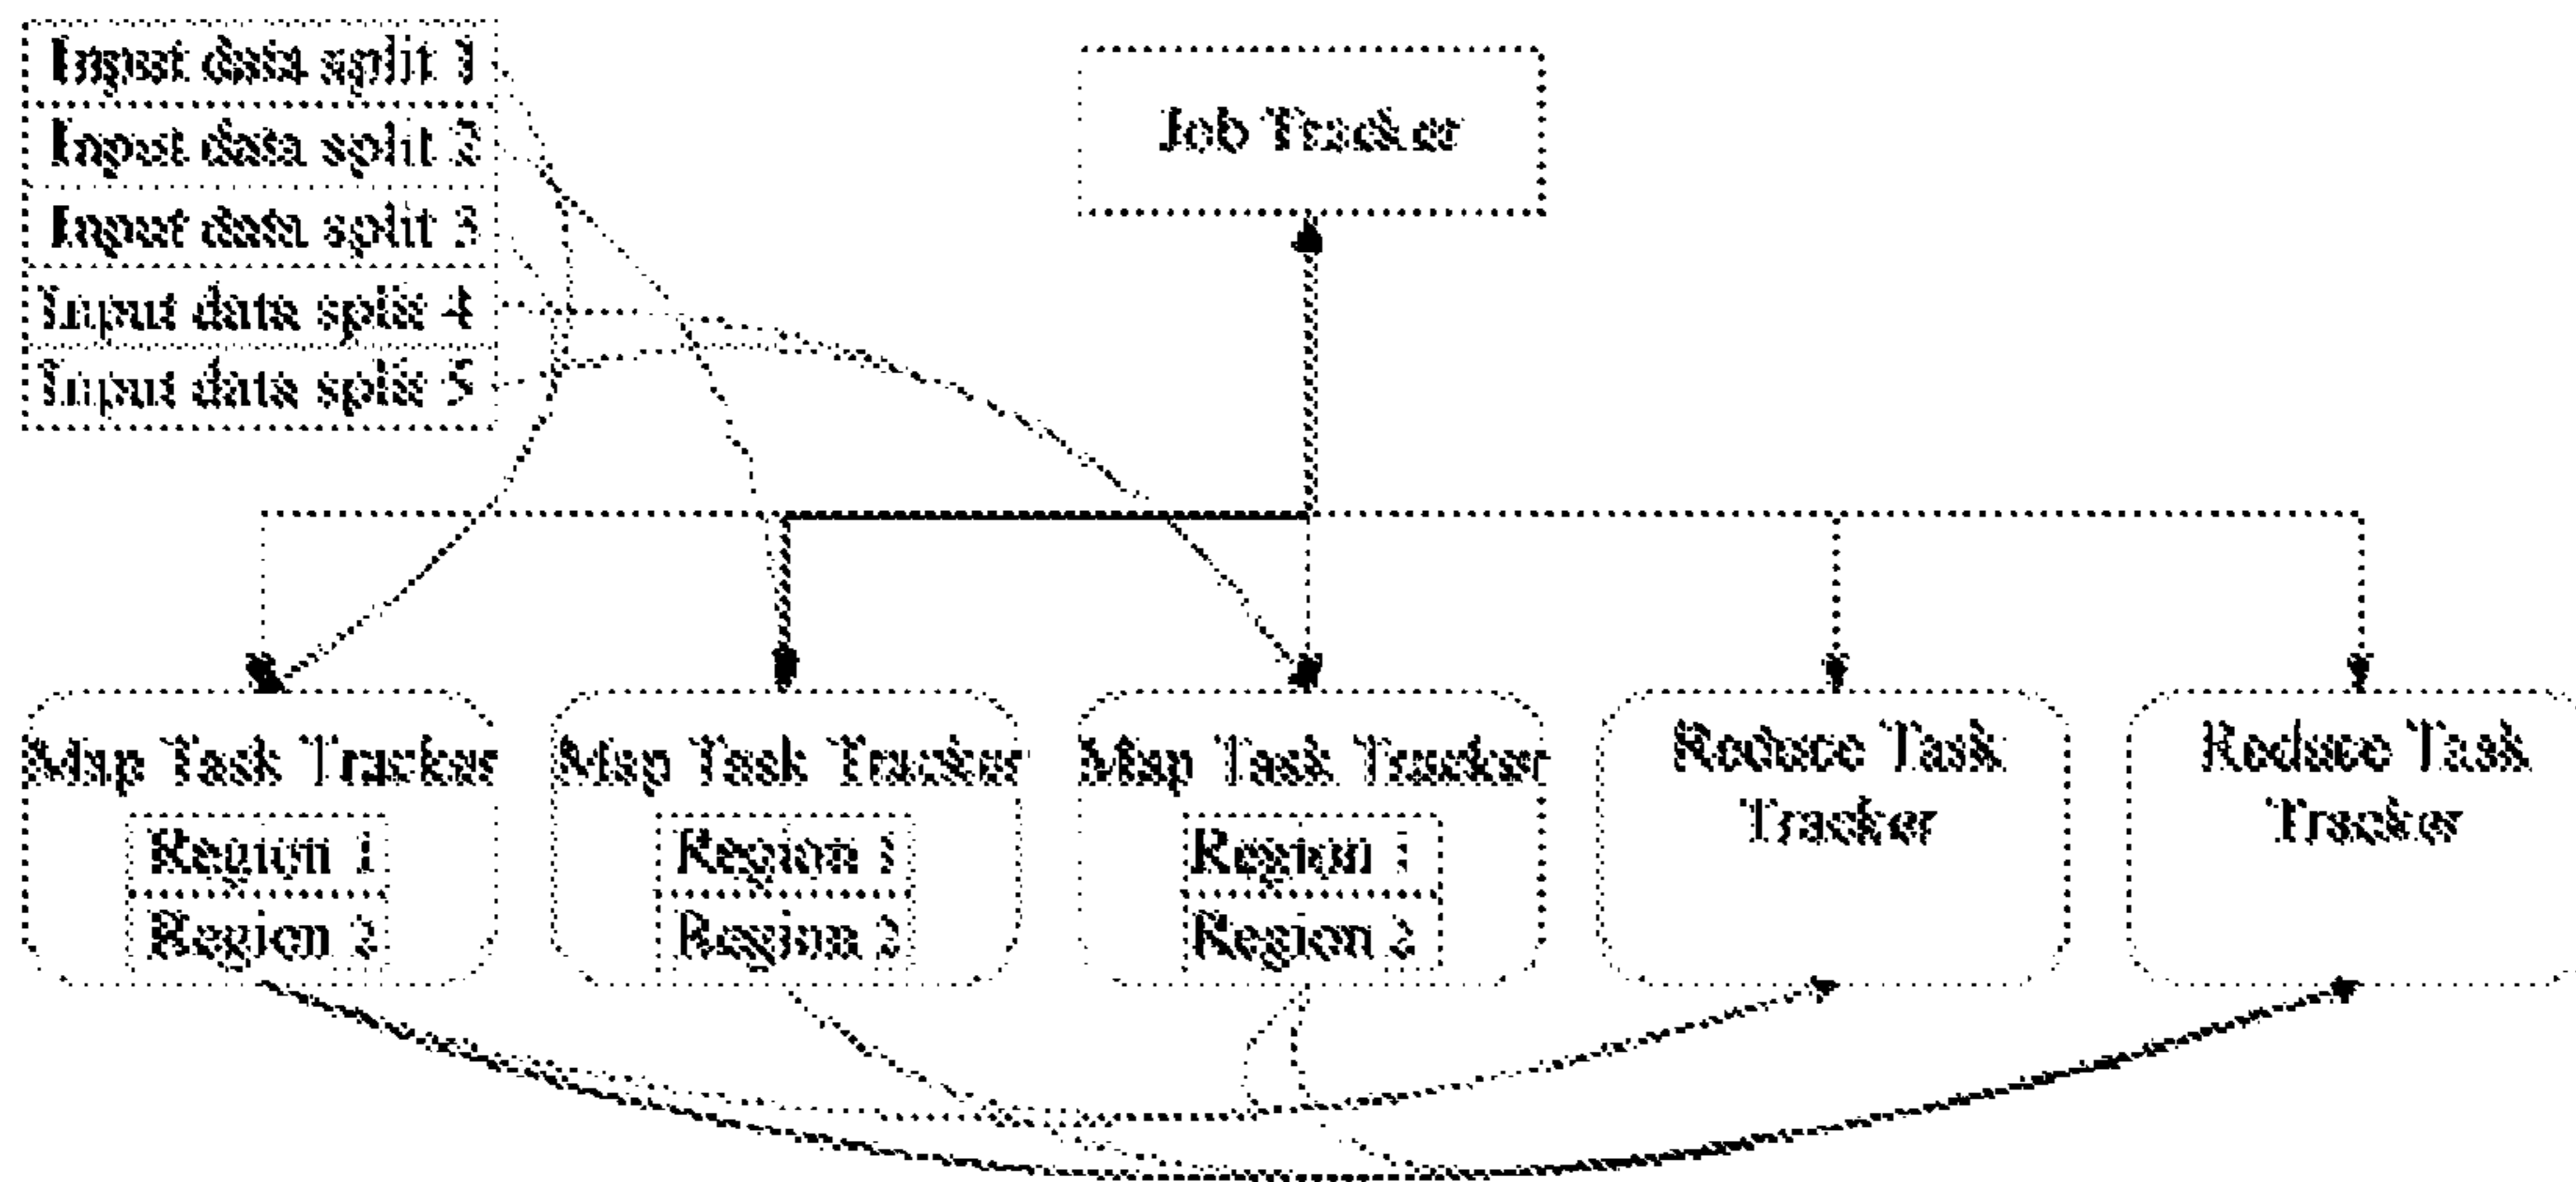 Input data split 1
Input data split 2
Input data split 3
Input data split 4
Input data split 5
Job Tracker
Map Task Tracker
Region 1
Region 2
Map Task Tracker
Region 1
Region 2
Map Task Tracker
Region 1
Region 2
Reduce Task
Tracker
Reduce Task
Tracker